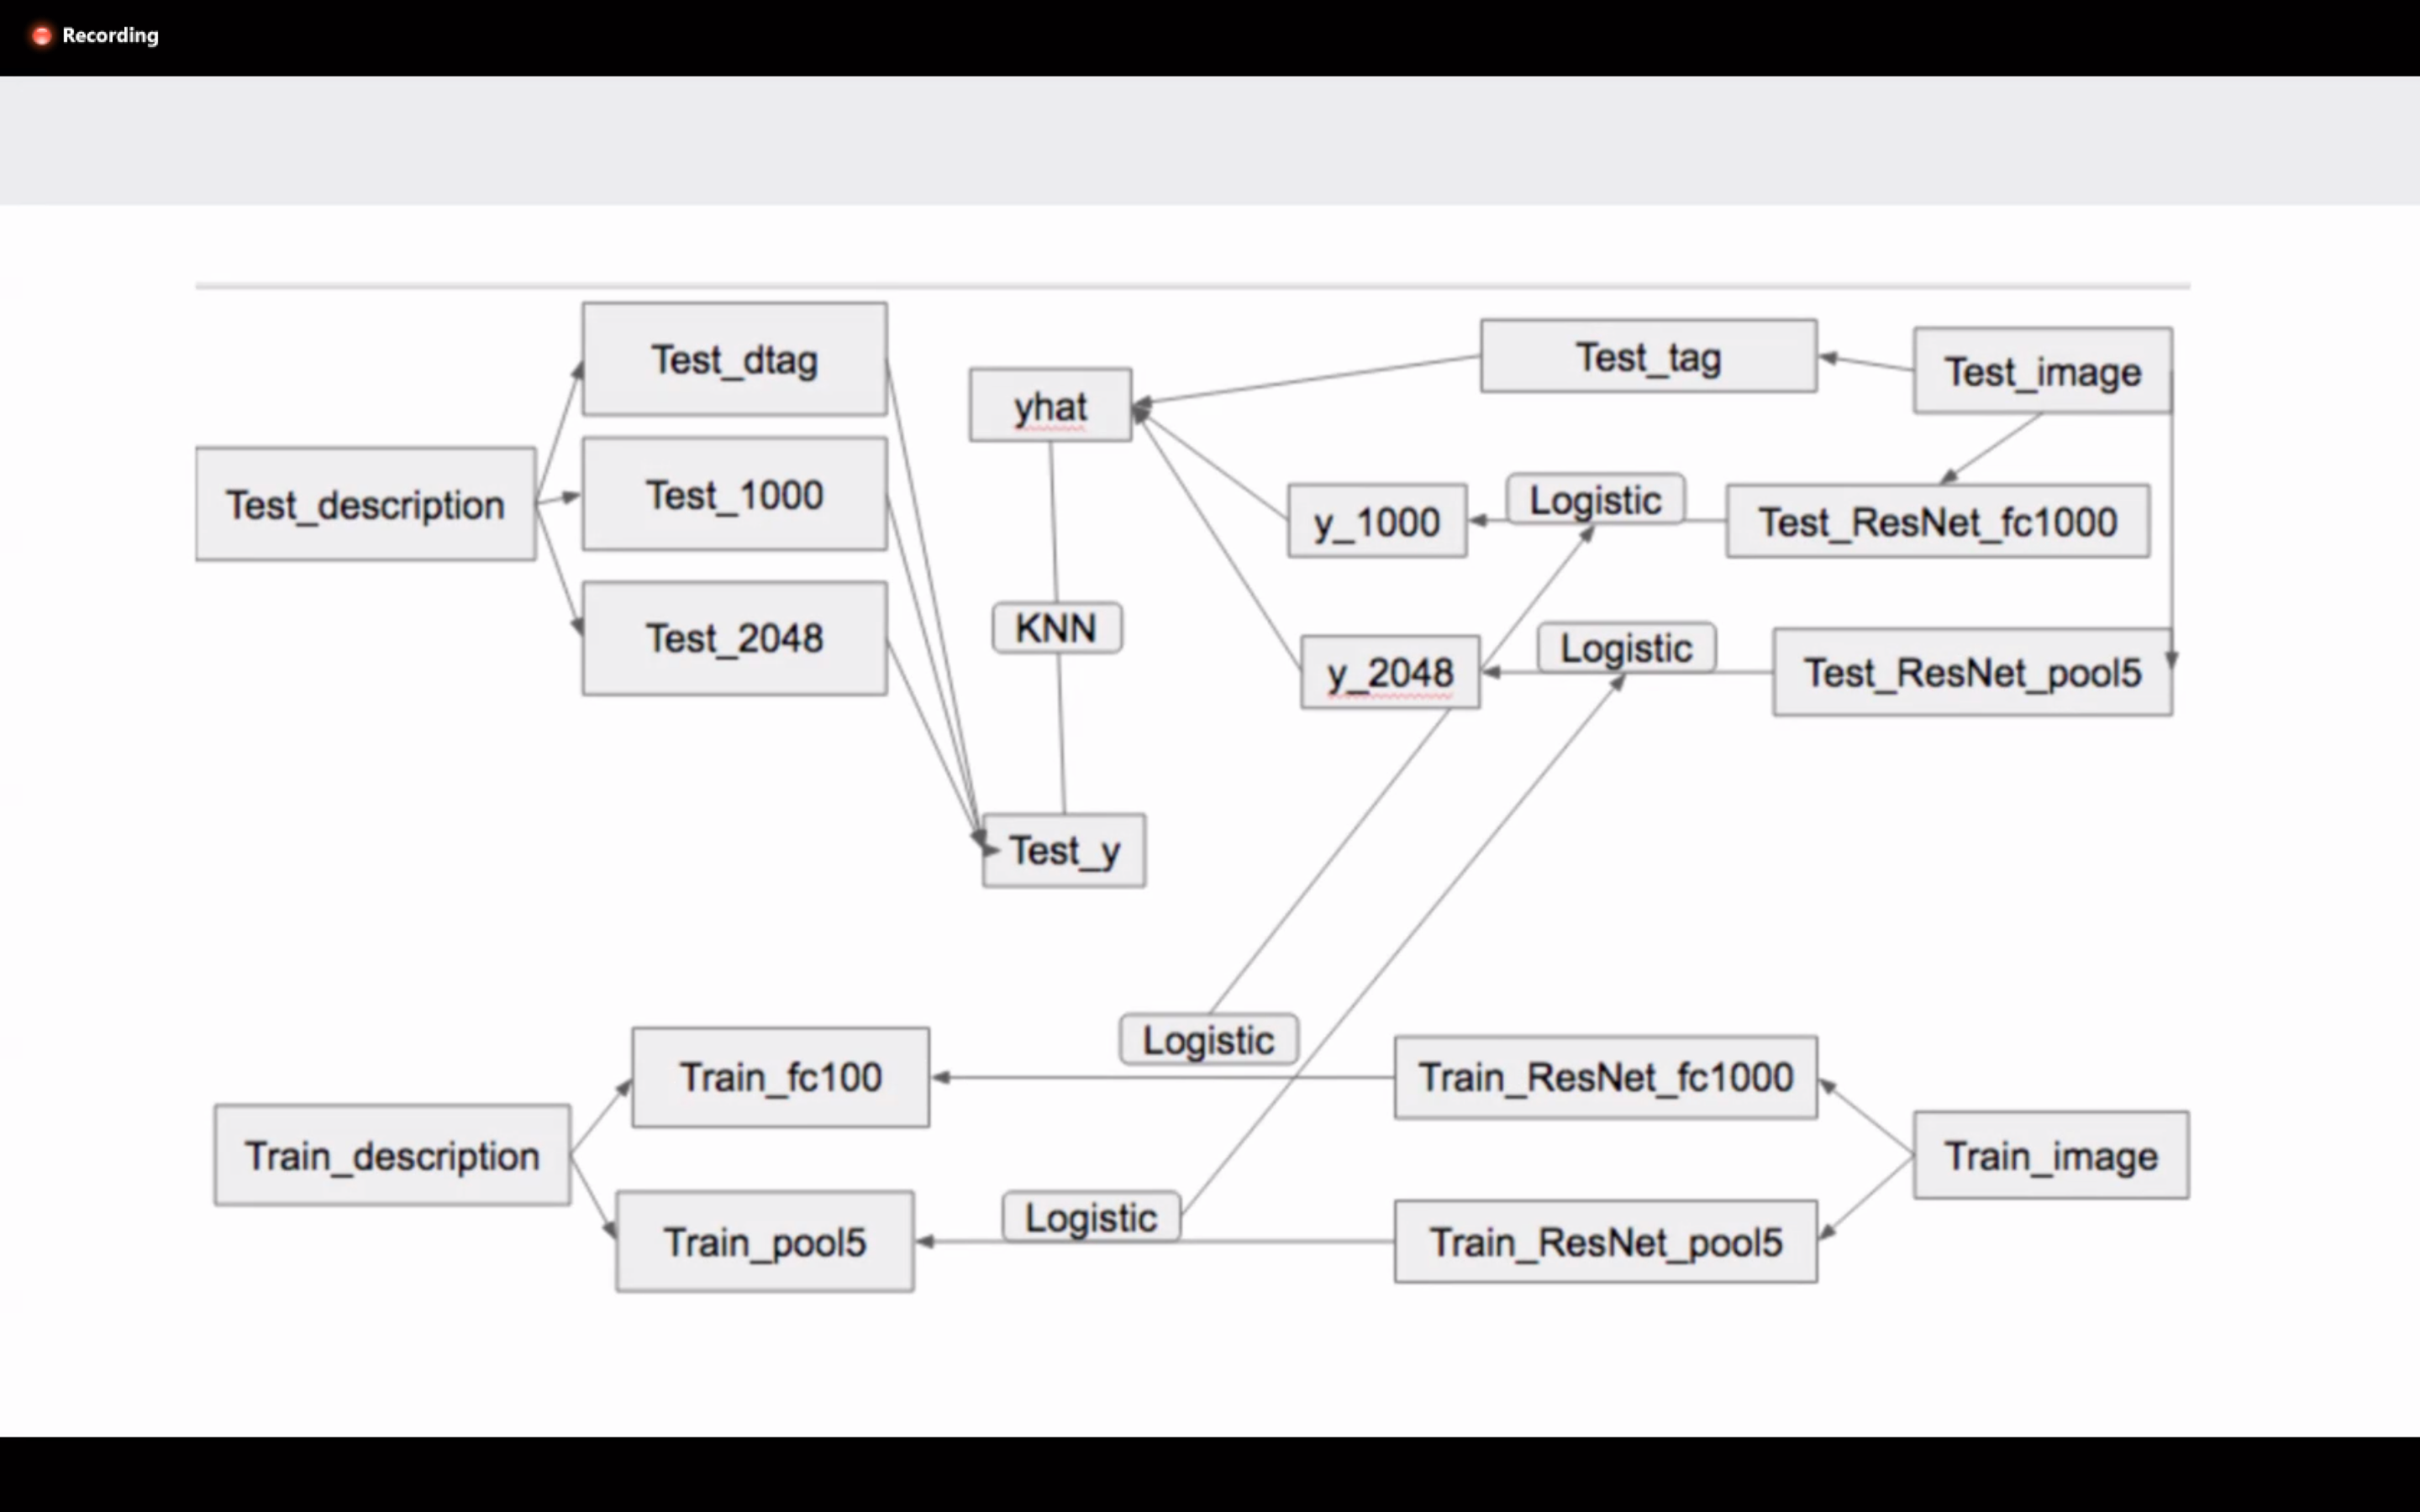 Recording
Test_dtag
Test_1000
Test_2048
Test_description
yhat
KNN
Test_y
Test_tag
Test_image
y_1000
Logistic
Test_ResNet_fc1000
y_2048
Logistic
Test_ResNet_pool5
Logistic
Train_fc100
Train_ResNet_fc1000
Train_description
Train_image
Logistic
Train_pool5
Train_ResNet_pool5